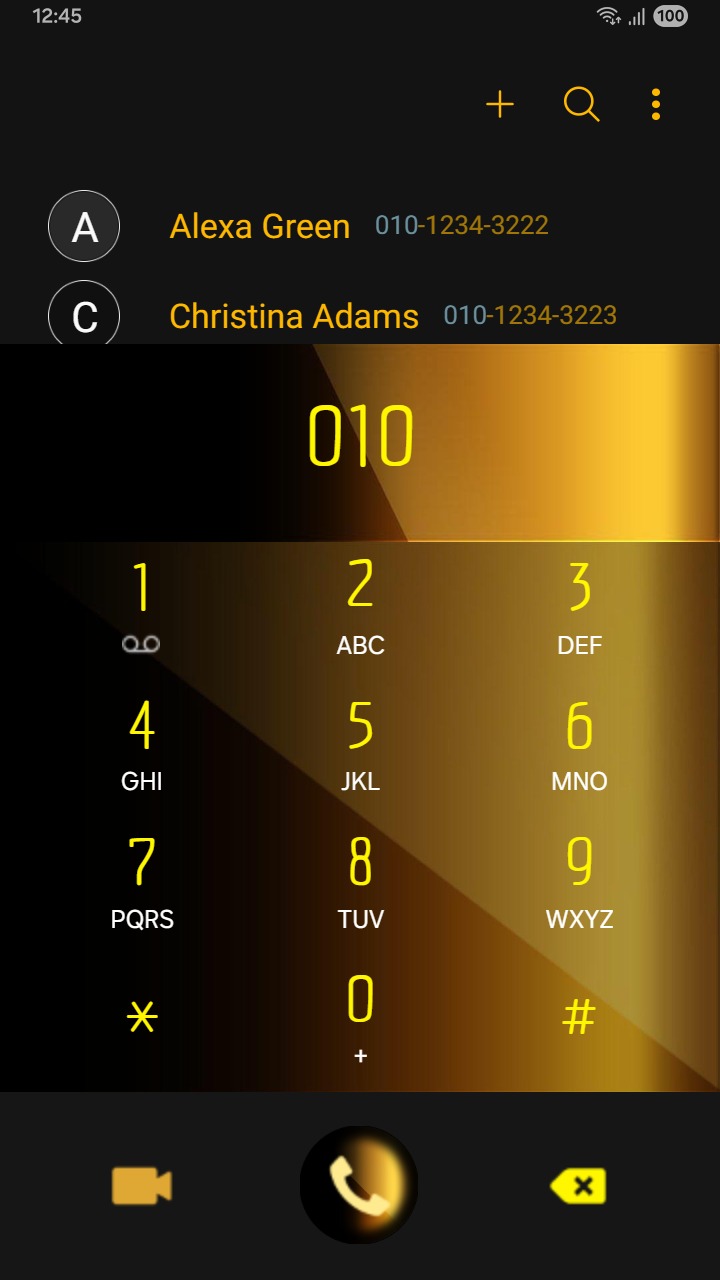 12:45 100
A Alexa Green 010-1234-3222
C Christina Adams 010-1234-3223
010
1 2 3
ABC DEF
4 5 6
GHI JKL MNO
7 8 9
PQRS TUV WXYZ
* 0 #
+